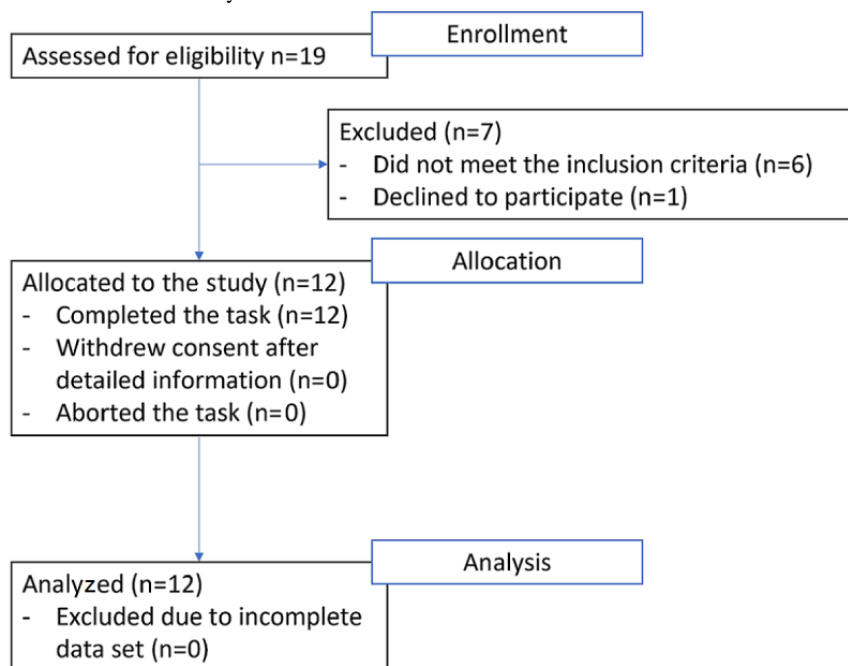 Enrollment
Assessed for eligibility n=19
Excluded (n=7)
- Did not meet the inclusion criteria (n=6)
- Declined to participate (n=1)
Allocation
Allocated to the study (n=12)
- Completed the task (n=12)
- Withdrew consent after
detailed information (n=0)
- Aborted the task (n=0)
Analysis
Analyzed (n=12)
- Excluded due to incomplete
data set (n=0)